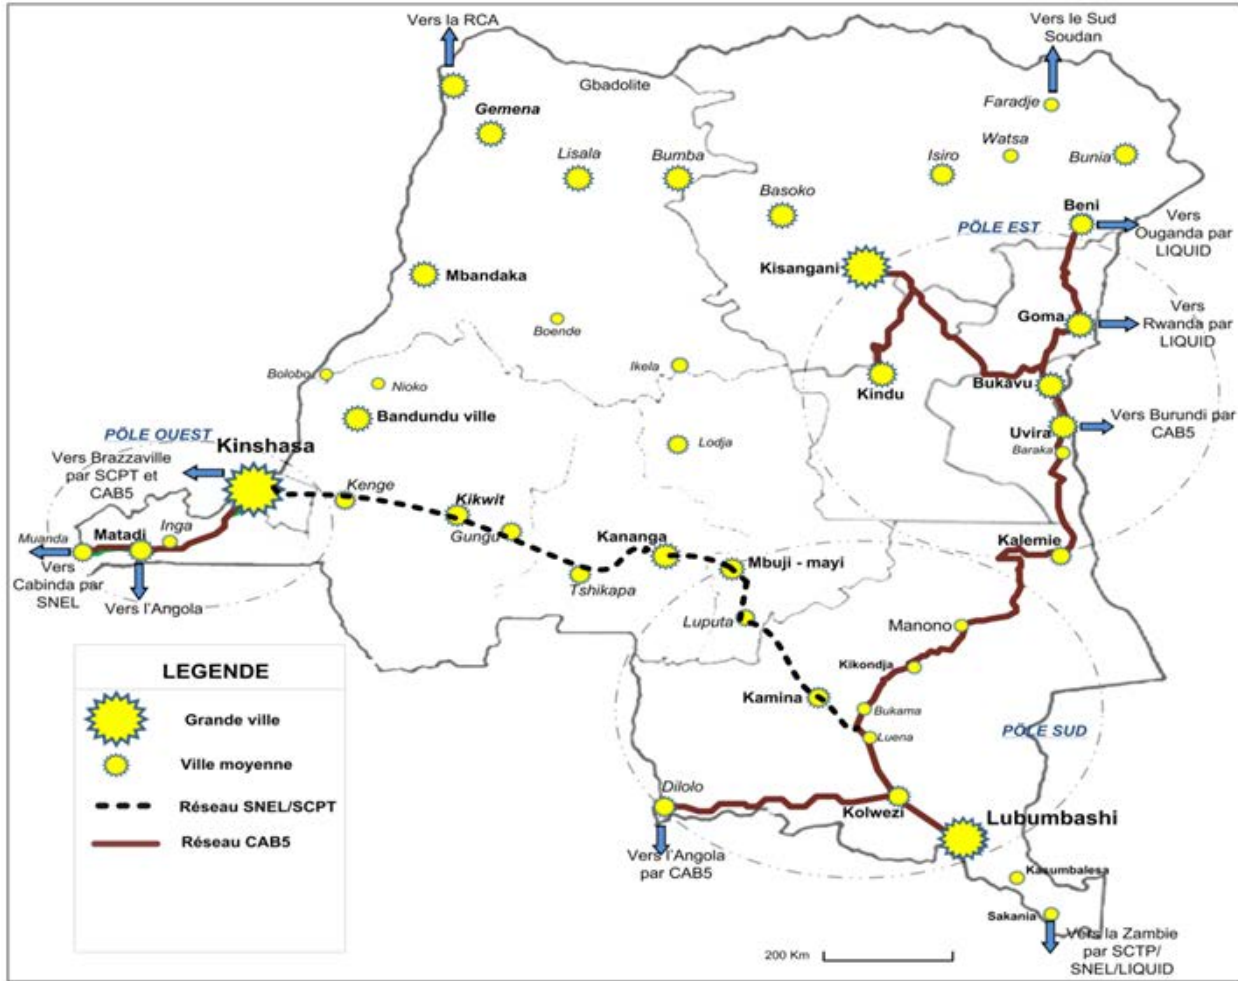 Vers la RCA
Vers le Sud
Soudan
Gbadolite
Faradje
Gemena
Watsa
Lisala
Bumba
Isiro
Bunia
Basoko
Beni
PÖLE EST
Vers
Ouganda par
LIQUID
Kisangani
Mbandaka
Goma
Vers
Rwanda par
LIQUID
Boende
Ikela
Bolobo
Nioko
Kindu
Bukavu
Bandundu ville
PÖLE OUEST
Kinshasa
Lodja
Uvira
Vers Burundi par
CAB5
Baraka
Vers Brazzaville
par SCPT et
CAB5
Kenge
Kikwit
Gungu
Inga
Matadi
Muanda
Kananga
Kalemie
Mbuji - mayi
Vers
Cabinda par
SNEL
Vers l'Angola
Tshikapa
Luputa
Manono
Kikondja
Kamina
Bukama
Luena
PÖLE SUD
LEGENDE
Grande ville
Ville moyenne
Réseau SNEL/SCPT
Réseau CAB5
Dilolo
Kolwezi
Lubumbashi
Vers l'Angola
par CAB5
Kasumbalesa
Sakania
Vers la Zambie
par SCTP/
SNEL/LIQUID
200 Km